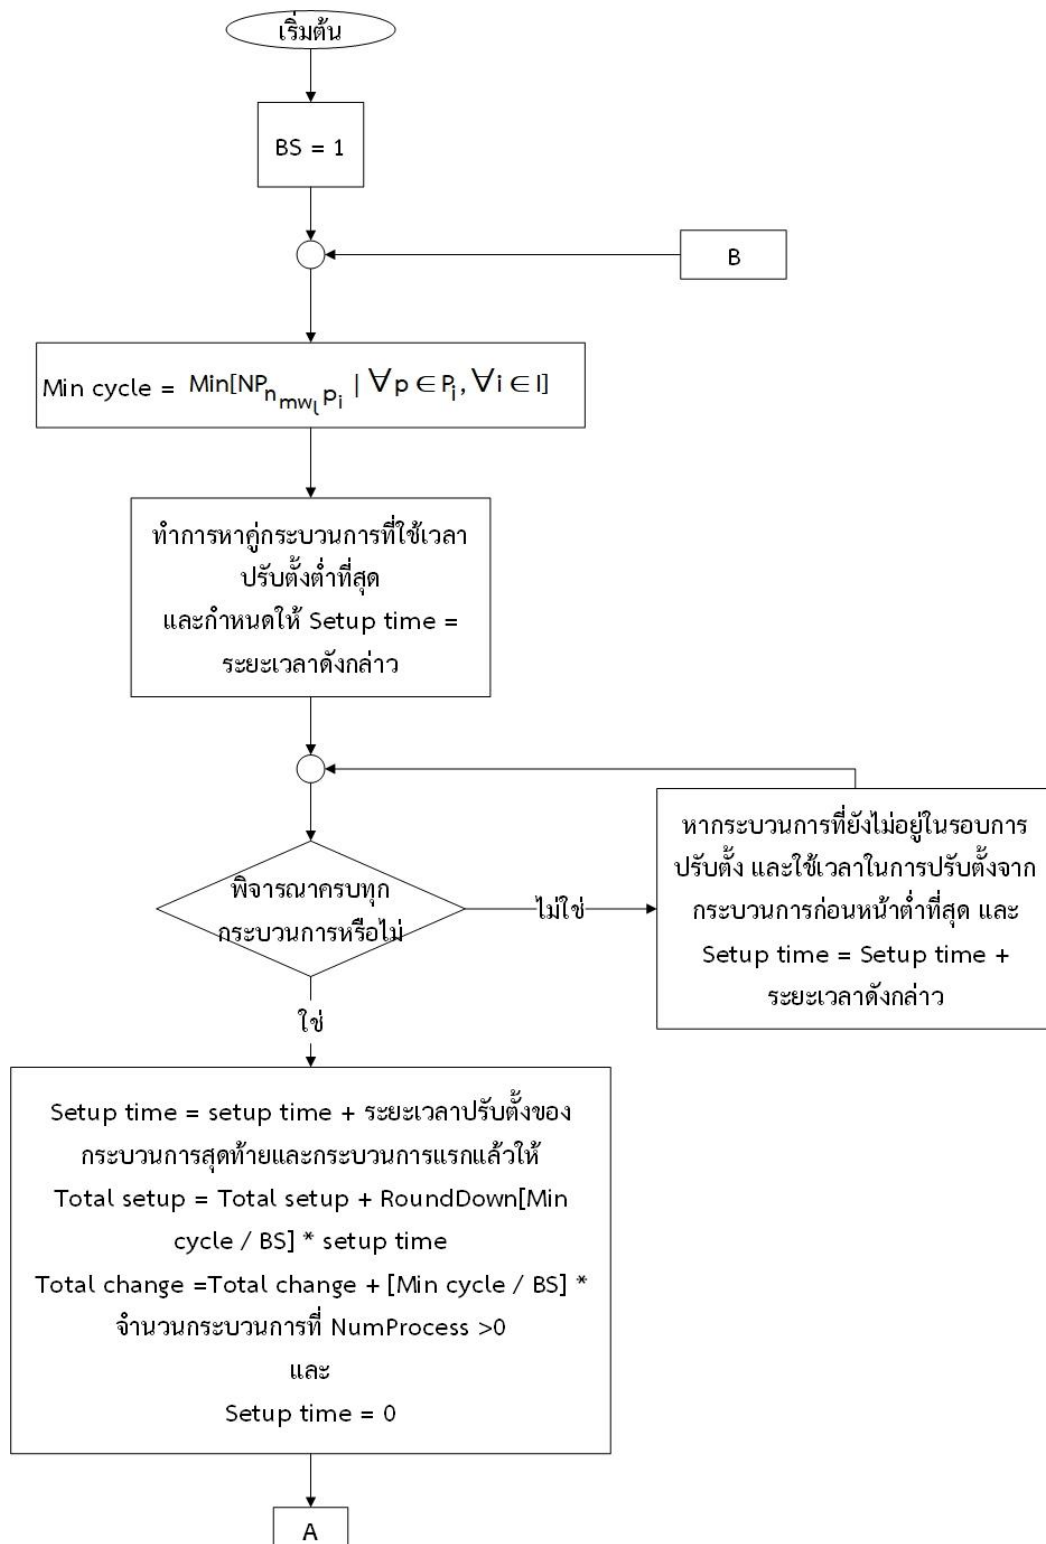 เริ่มต้น
BS = 1
B
Min cycle = Min[NP_{n_{mw_l} p_i} | ∀p ∈ P_i, ∀i ∈ I]
ทำการหาคู่กระบวนการที่ใช้เวลา
ปรับตั้งต่ำที่สุด
และกำหนดให้ Setup time =
ระยะเวลาดังกล่าว
พิจารณาครบทุก
กระบวนการหรือไม่
ไม่ใช่
หากระบวนการที่ยังไม่อยู่ในรอบการ
ปรับตั้ง และใช้เวลาในการปรับตั้งจาก
กระบวนการก่อนหน้าต่ำที่สุด และ
Setup time = Setup time +
ระยะเวลาดังกล่าว
ใช่
Setup time = setup time + ระยะเวลาปรับตั้งของ
กระบวนการสุดท้ายและกระบวนการแรกแล้วให้
Total setup = Total setup + RoundDown[Min
cycle / BS] * setup time
Total change =Total change + [Min cycle / BS] *
จำนวนกระบวนการที่ NumProcess >0
และ
Setup time = 0
A